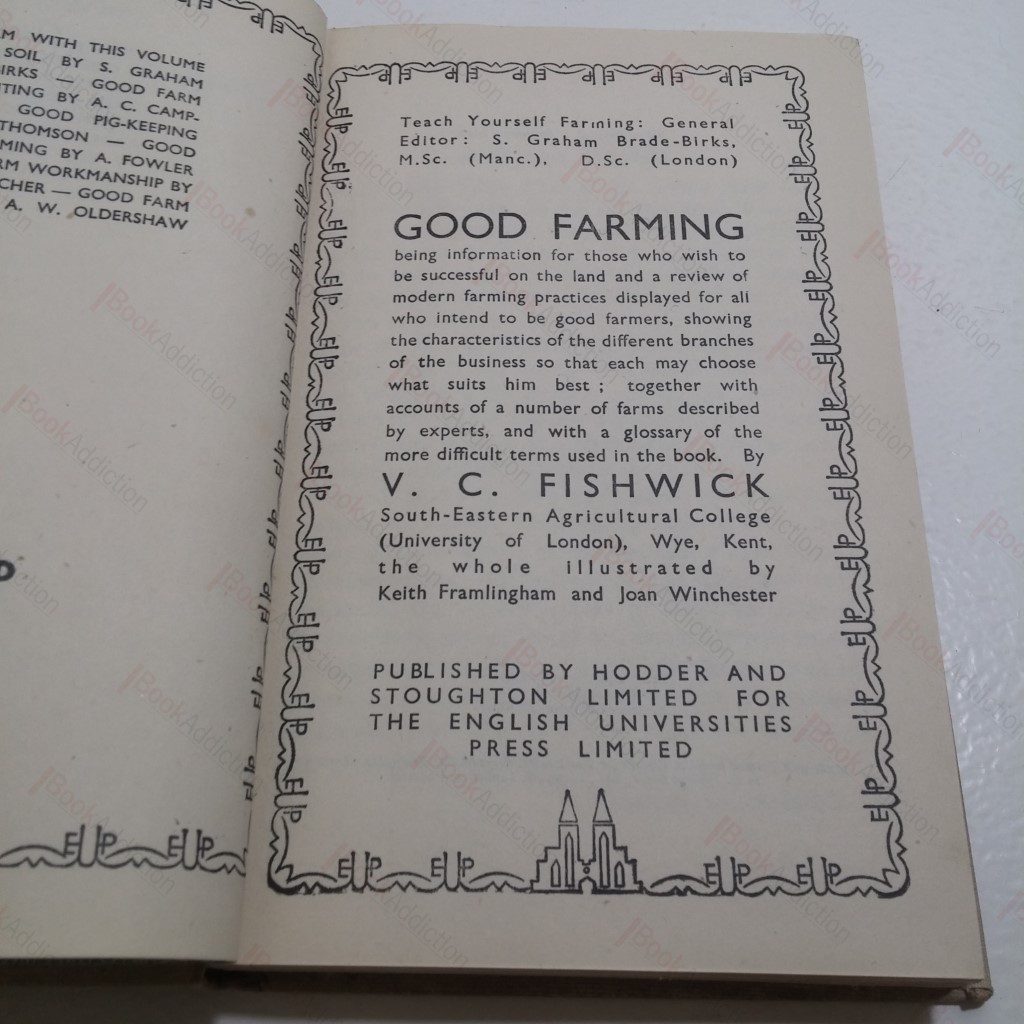 M WITH THIS VOLUME
SOIL BY S. GRAHAM
IRKS — GOOD FARM
TING BY A. C. CAMP-
GOOD PIG-KEEPING
THOMSON — GOOD
MING BY A. FOWLER
RM WORKMANSHIP BY
CHER — GOOD FARM
A. W. OLDERSHAW
D
Teach Yourself Farming: General
Editor: S. Graham Brade-Birks,
M.Sc. (Manc.), D.Sc. (London)
GOOD FARMING
being information for those who wish to
be successful on the land and a review of
modern farming practices displayed for all
who intend to be good farmers, showing
the characteristics of the different branches
of the business so that each may choose
what suits him best ; together with
accounts of a number of farms described
by experts, and with a glossary of the
more difficult terms used in the book. By
V. C. FISHWICK
South-Eastern Agricultural College
(University of London), Wye, Kent,
the whole illustrated by
Keith Framlingham and Joan Winchester
PUBLISHED BY HODDER AND
STOUGHTON LIMITED FOR
THE ENGLISH UNIVERSITIES
PRESS LIMITED
BookAddiction